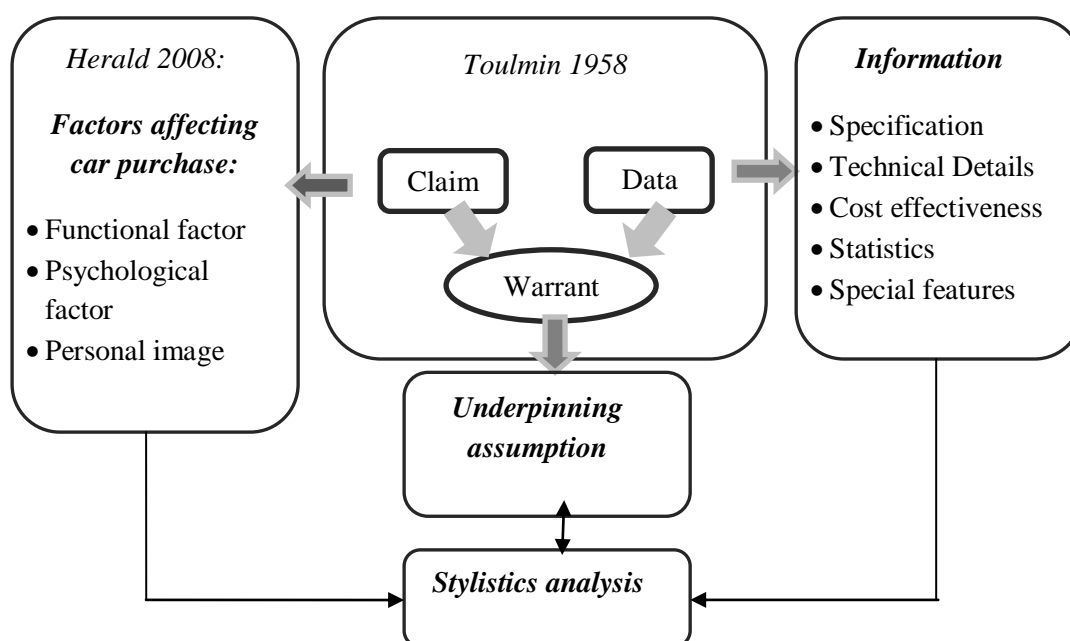 Herald 2008:
Factors affecting
car purchase:
• Functional factor
• Psychological
factor
• Personal image
Toulmin 1958
Claim
Data
Warrant
Information
• Specification
• Technical Details
• Cost effectiveness
• Statistics
• Special features
Underpinning
assumption
Stylistics analysis